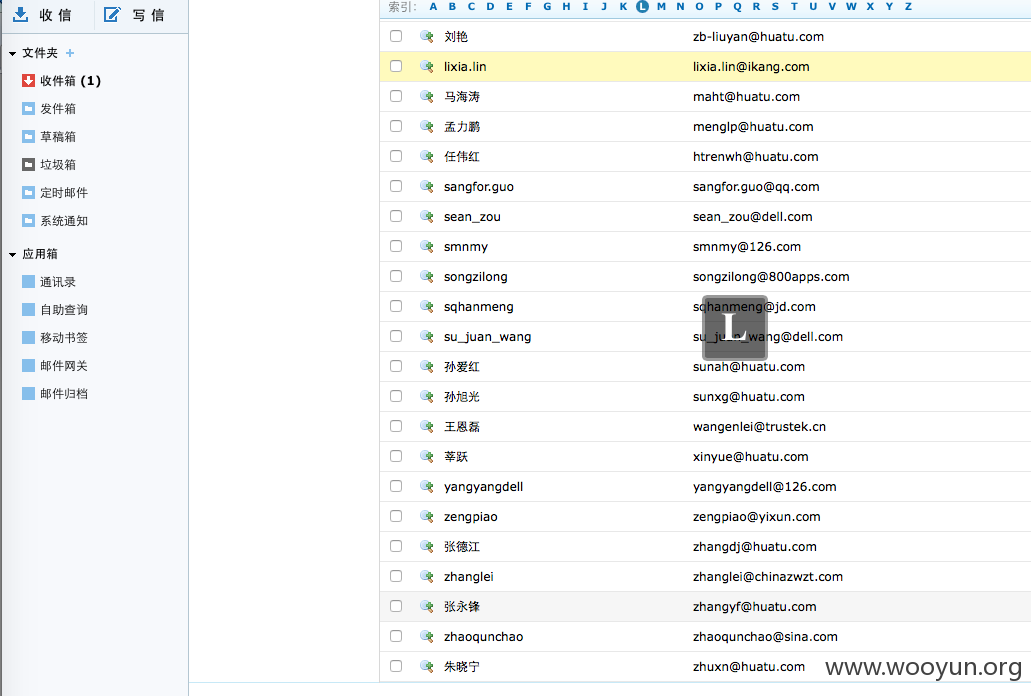 收 信 写 信
文件夹 +
收件箱 (1)
发件箱
草稿箱
垃圾箱
定时邮件
系统通知
应用箱
通讯录
自助查询
移动书签
邮件网关
邮件归档
索引: A B C D E F G H I J K L M N O P Q R S T U V W X Y Z
刘艳 zb-liuyan@huatu.com
lixia.lin lixia.lin@ikang.com
马海涛 maht@huatu.com
孟力鹏 menglp@huatu.com
任伟红 htrenwh@huatu.com
sangfor.guo sangfor.guo@qq.com
sean_zou sean_zou@dell.com
smnmy smnmy@126.com
songzilong songzilong@800apps.com
sqhanmeng sqhanmeng@jd.com
L
su_juan_wang su_juan_wang@dell.com
孙爱红 sunah@huatu.com
孙旭光 sunxg@huatu.com
王恩磊 wangenlei@trustek.cn
莘跃 xinyue@huatu.com
yangyangdell yangyangdell@126.com
zengpiao zengpiao@yixun.com
张德江 zhangdj@huatu.com
zhanglei zhanglei@chinazwzt.com
张永锋 zhangyf@huatu.com
zhaoqunchao zhaoqunchao@sina.com
朱晓宁 zhuxn@huatu.com
www.wooyun.org